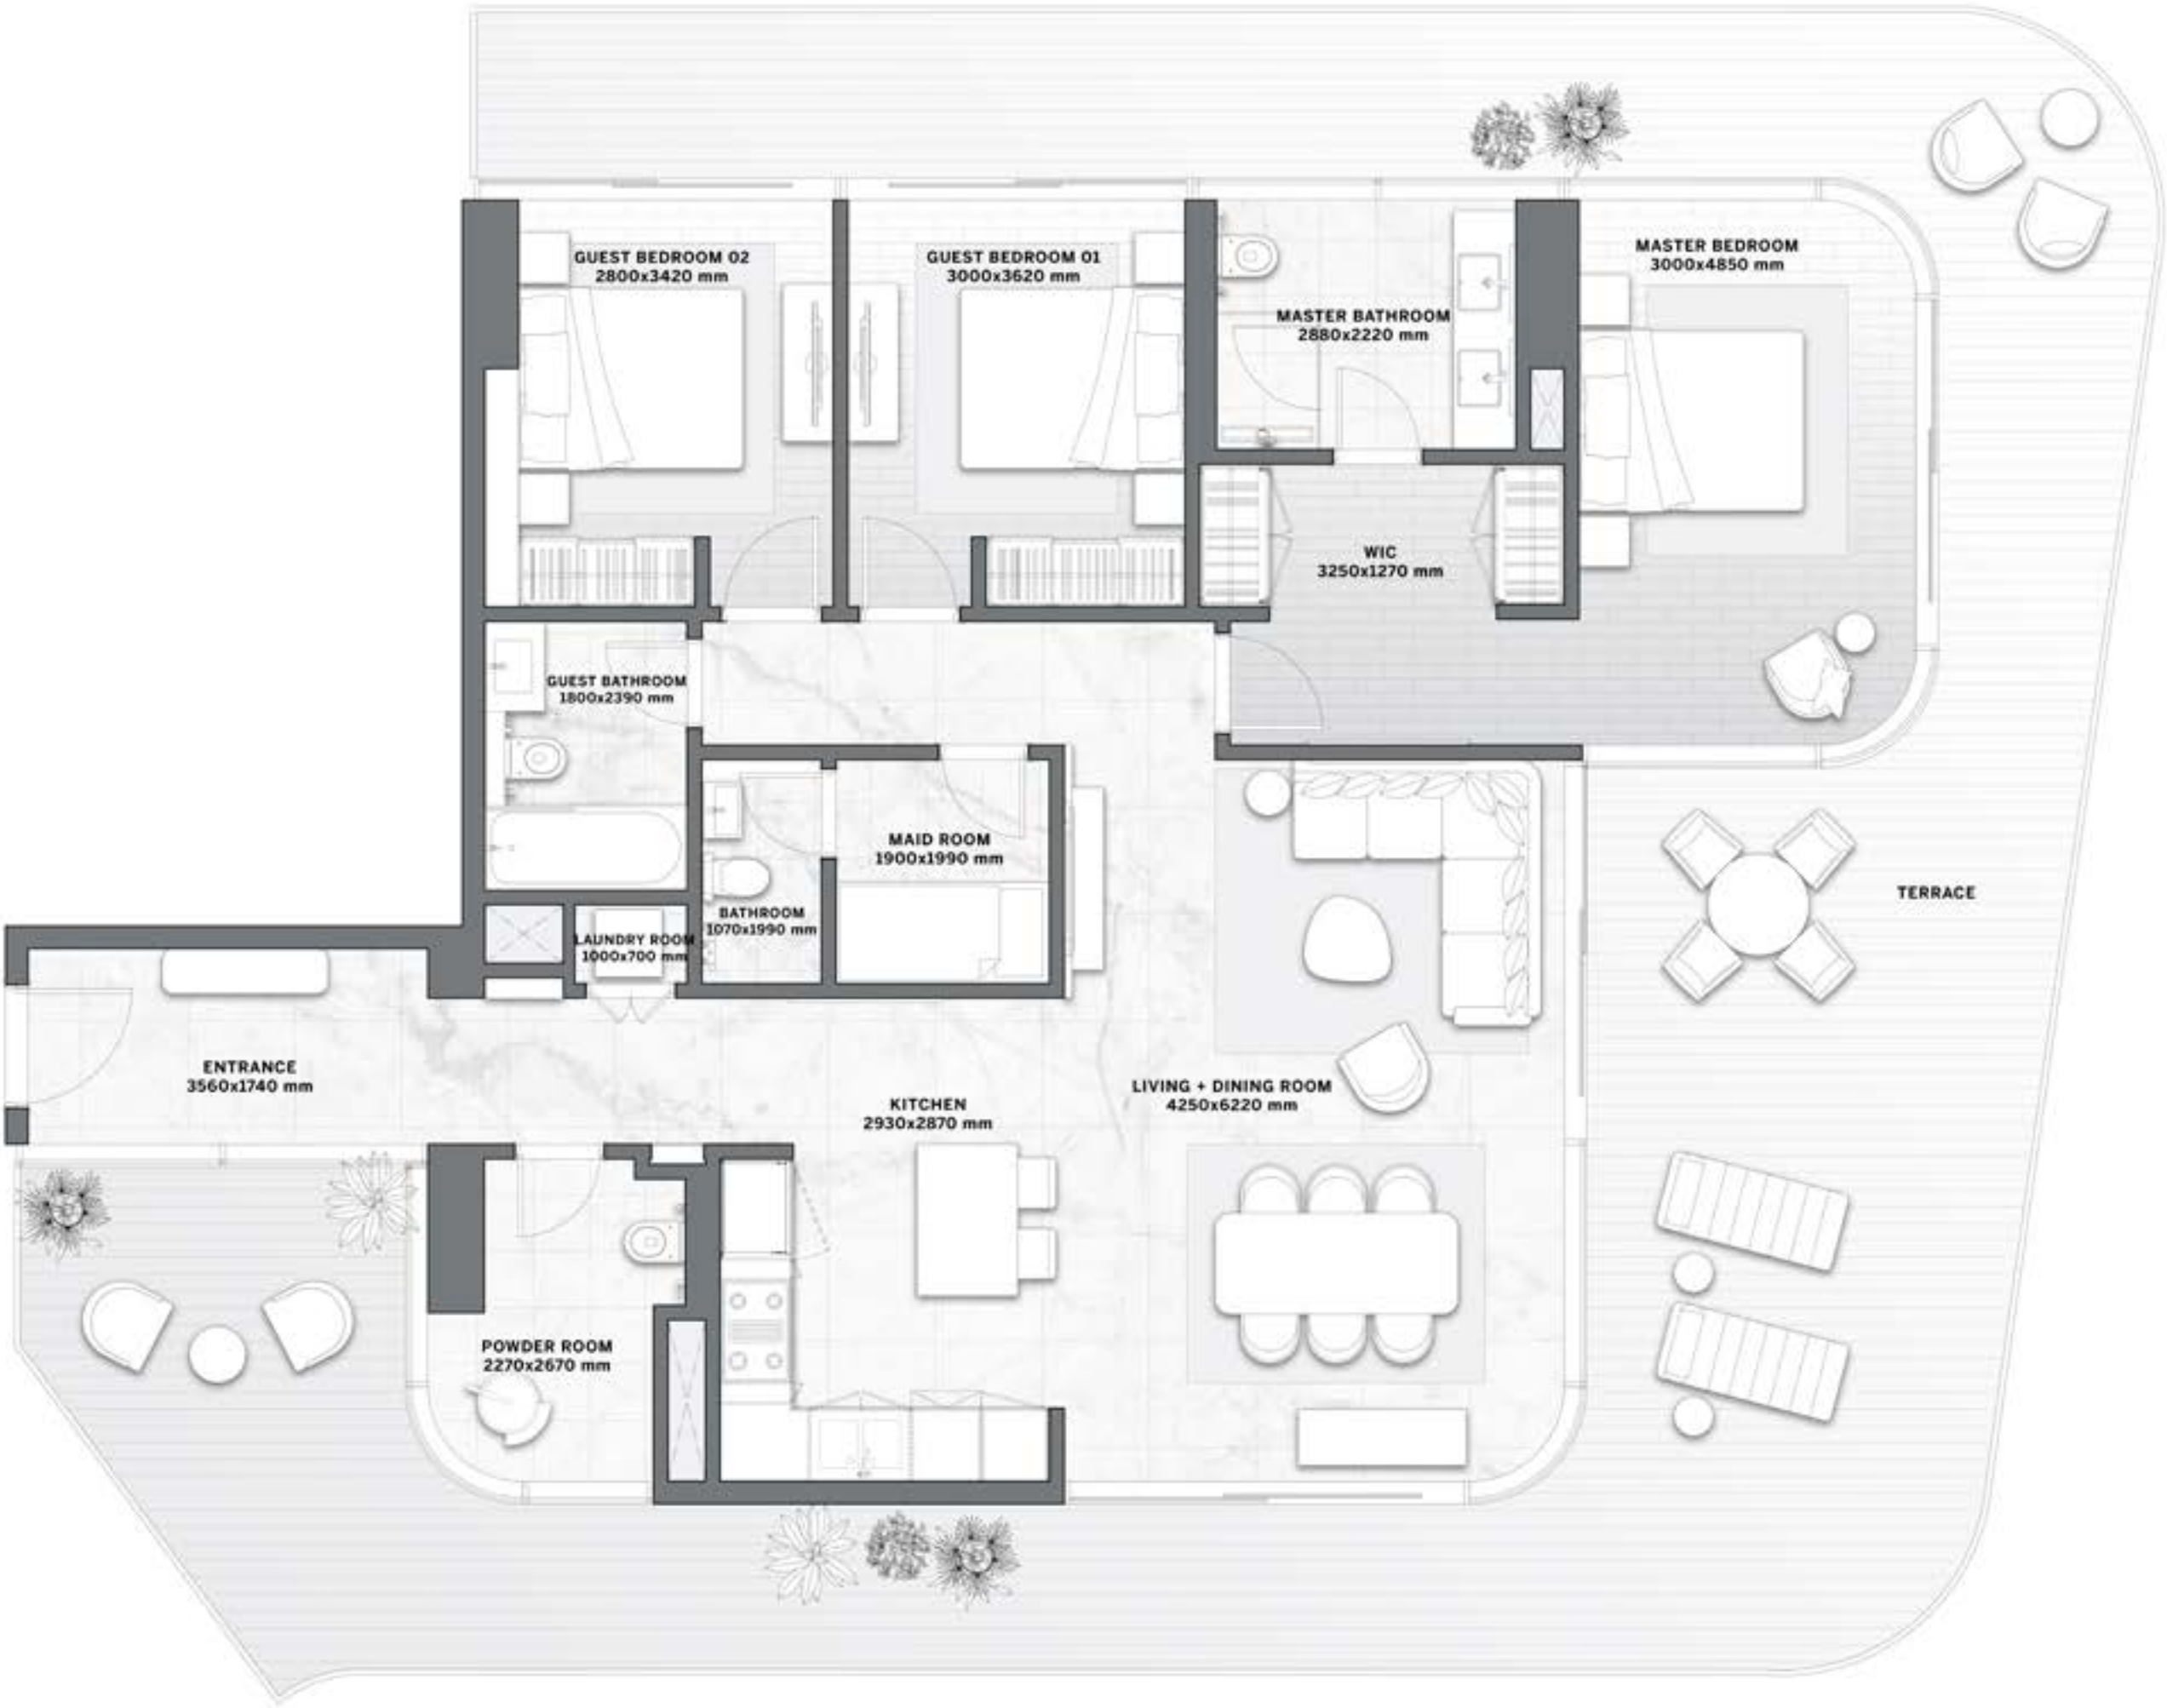 GUEST BEDROOM 02
2800x3420 mm
GUEST BEDROOM 01
3000x3620 mm
MASTER BATHROOM
2880x2220 mm
MASTER BEDROOM
3000x4850 mm
WIC
3250x1270 mm
GUEST BATHROOM
1800x2390 mm
MAID ROOM
1900x1990 mm
BATHROOM
1070x1990 mm
LAUNDRY ROOM
1000x700 mm
TERRACE
ENTRANCE
3560x1740 mm
KITCHEN
2930x2870 mm
LIVING + DINING ROOM
4250x6220 mm
POWDER ROOM
2270x2670 mm